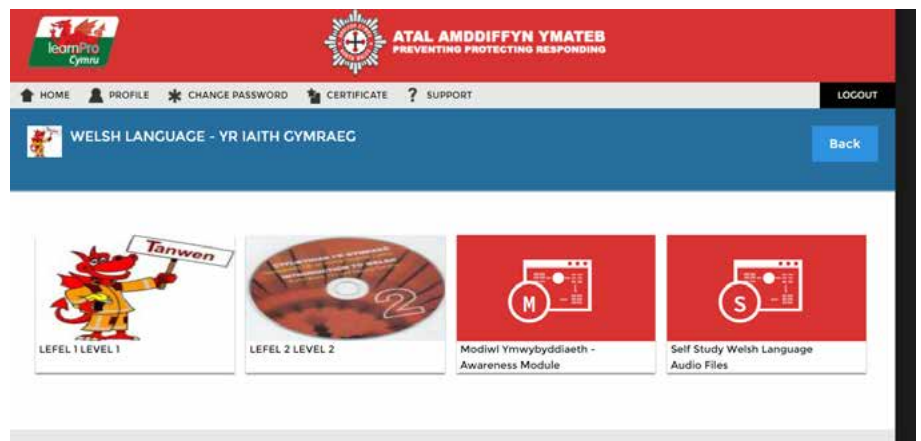 learnPro
Cymru
ATAL AMDDIFFYN YMATEB
PREVENTING PROTECTING RESPONDING
HOME PROFILE CHANGE PASSWORD CERTIFICATE ? SUPPORT LOGOUT
WELSH LANGUAGE - YR IAITH GYMRAEG
Back
Tanwen
2
M
S
LEFEL 1 LEVEL 1
LEFEL 2 LEVEL 2
Modiwl Ymwybyddiaeth -
Awareness Module
Self Study Welsh Language
Audio Files